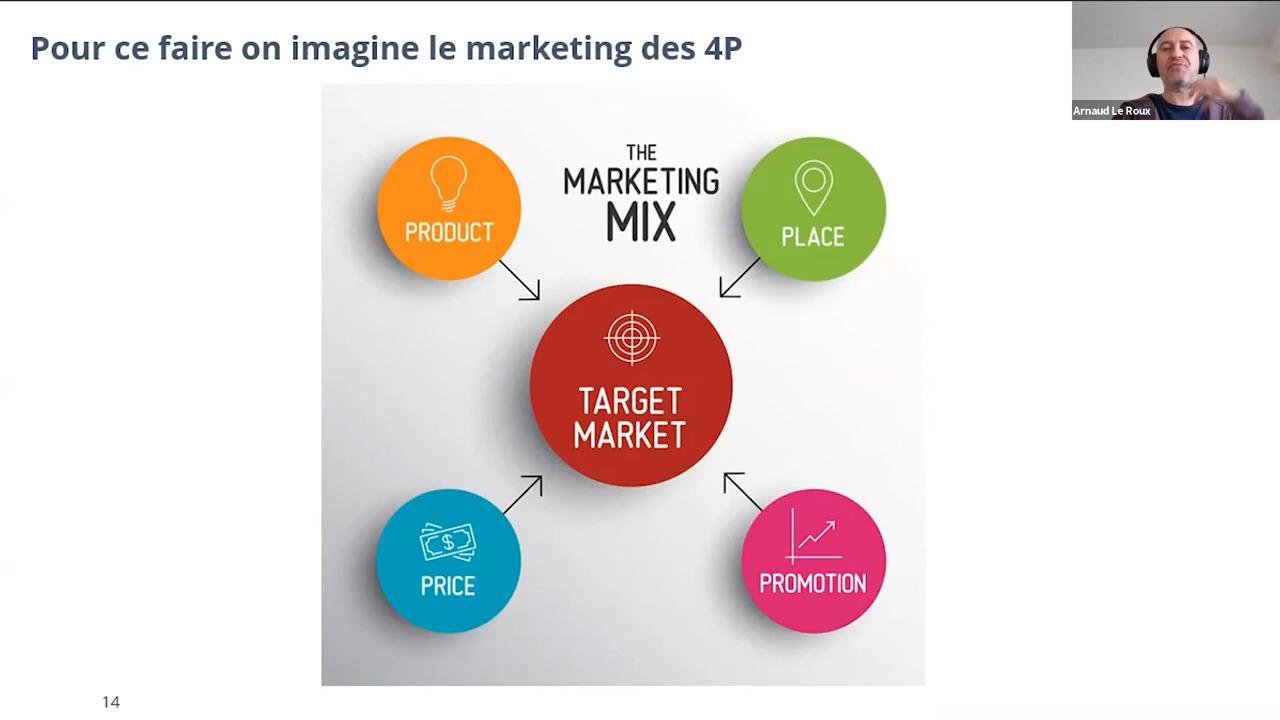 Pour ce faire on imagine le marketing des 4P
Arnaud Le Roux
THE
MARKETING
MIX
PRODUCT
PLACE
$
TARGET
MARKET
PRICE
PROMOTION
14